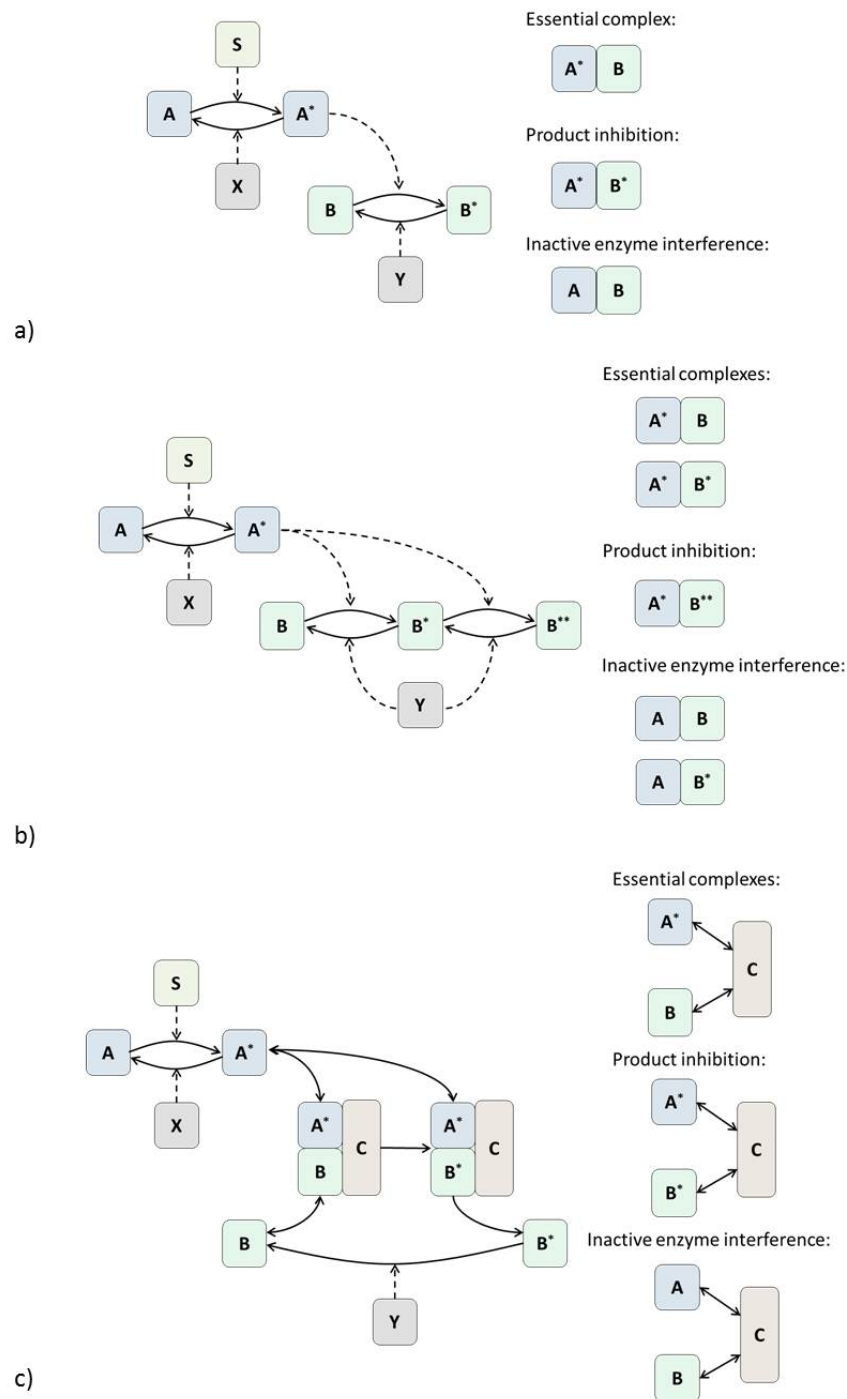 S
A
A*
X
B
B*
Y
Essential complex:
A* B
Product inhibition:
A* B*
Inactive enzyme interference:
A B
a)
S
A
A*
X
B
B*
B**
Y
Essential complexes:
A* B
A* B*
Product inhibition:
A* B**
Inactive enzyme interference:
A B
A B*
b)
S
A
A*
X
A*
B
C
A*
B*
C
B
B*
Y
Essential complexes:
A*
C
B
Product inhibition:
A*
C
B*
Inactive enzyme interference:
A
C
B
c)